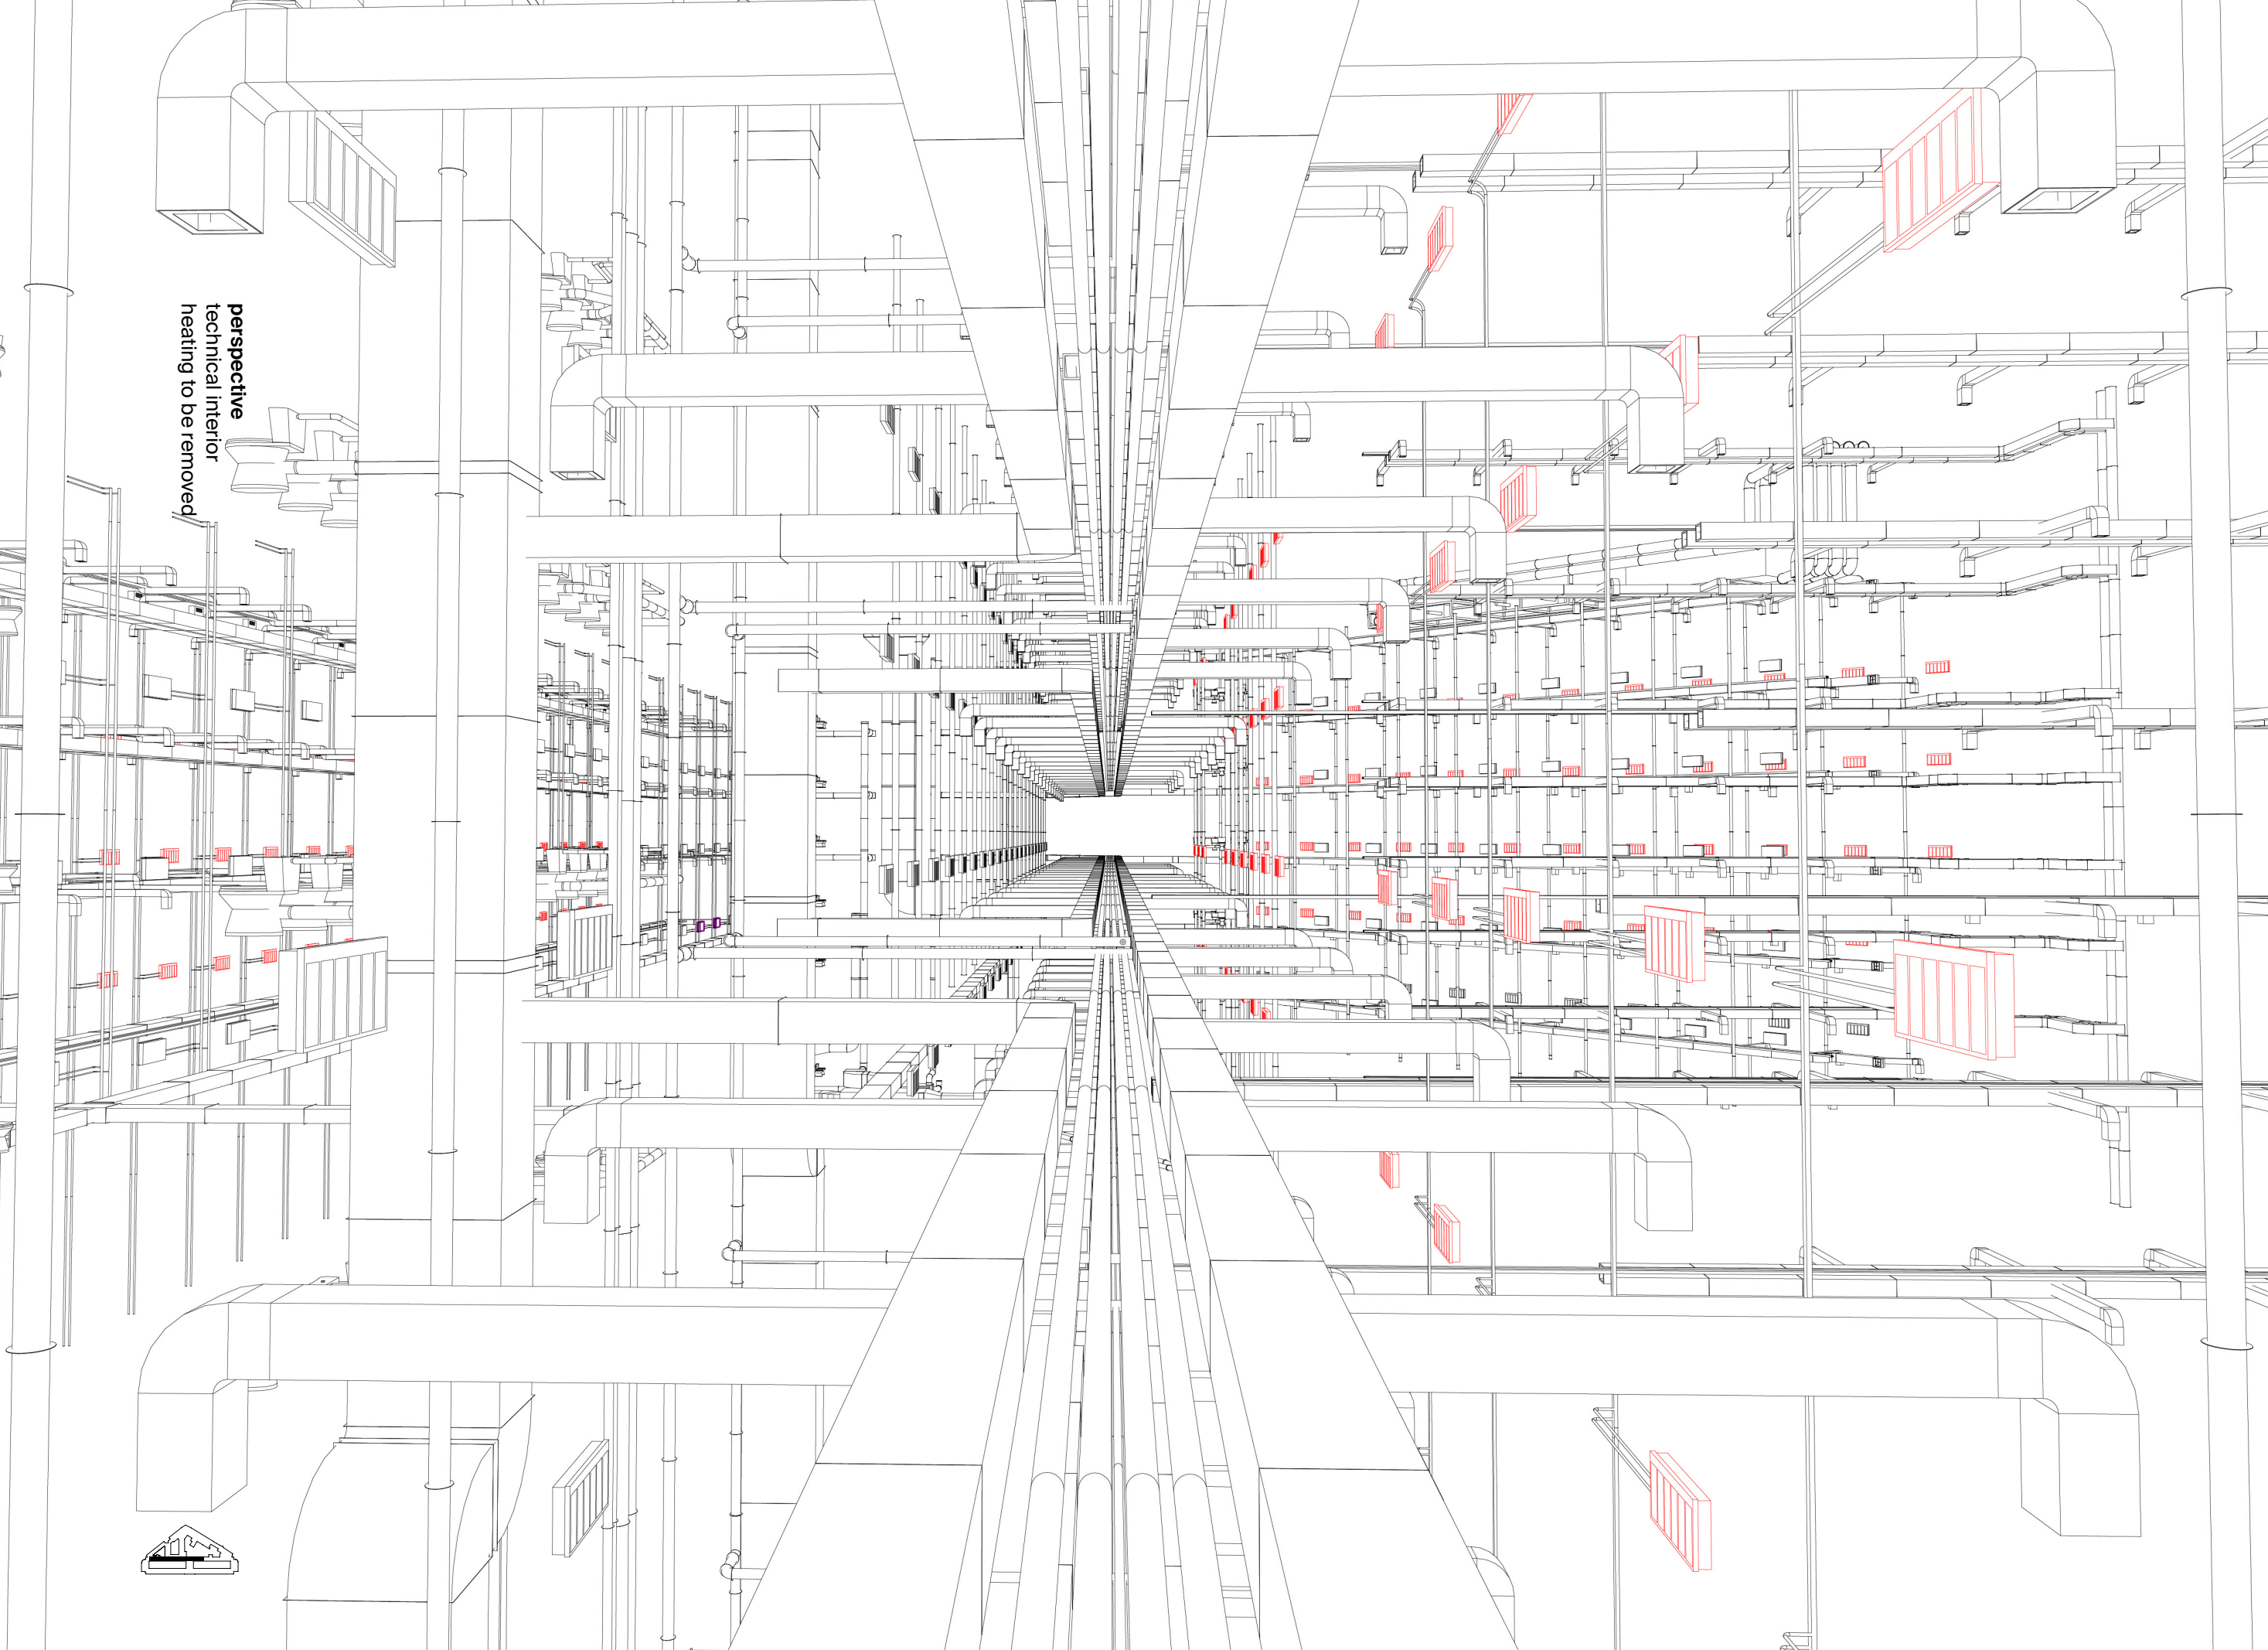 perspective
technical interior
heating to be removed